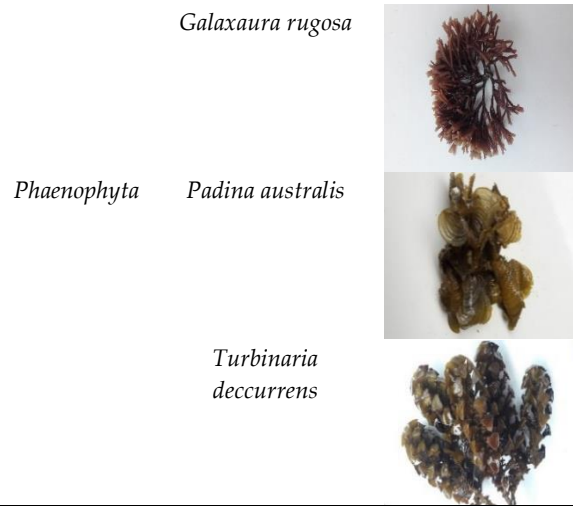 Galaxaura rugosa
Phaenophyta Padina australis
Turbinaria
deccurrens